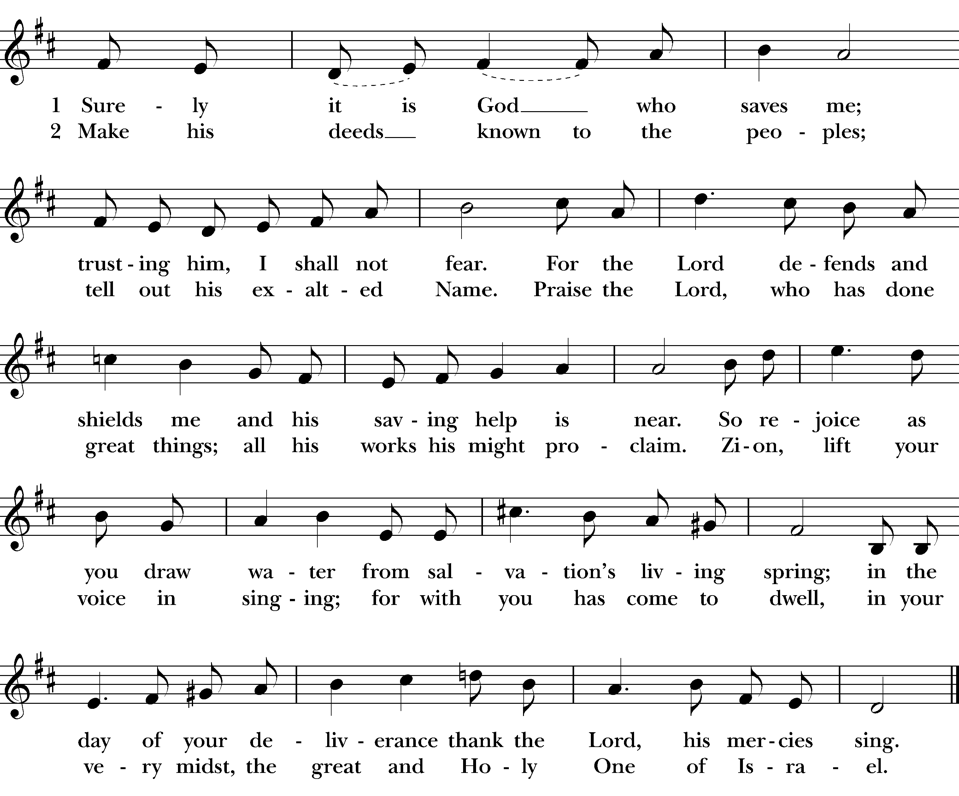 1 Sure - ly it is God who saves me;
2 Make his deeds known to the peo - ples;
trust - ing him, I shall not fear. For the Lord de - fends and
tell out his ex - alt - ed Name. Praise the Lord, who has done
shields me and his sav - ing help is near. So re - joice as
great things; all his works his might pro - claim. Zi - on, lift your
you draw wa - ter from sal - va - tion's liv - ing spring; in the
voice in sing - ing; for with you has come to dwell, in your
day of your de - liv - erance thank the Lord, his mer - cies sing.
ve - ry midst, the great and Ho - ly One of Is - ra - el.